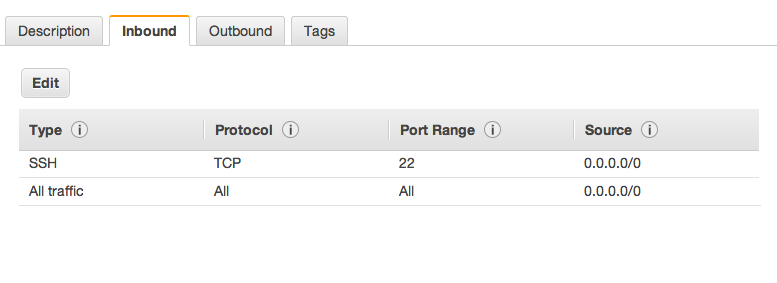 Description Inbound Outbound Tags
Edit
Type i Protocol i Port Range i Source i
SSH TCP 22 0.0.0.0/0
All traffic All All 0.0.0.0/0